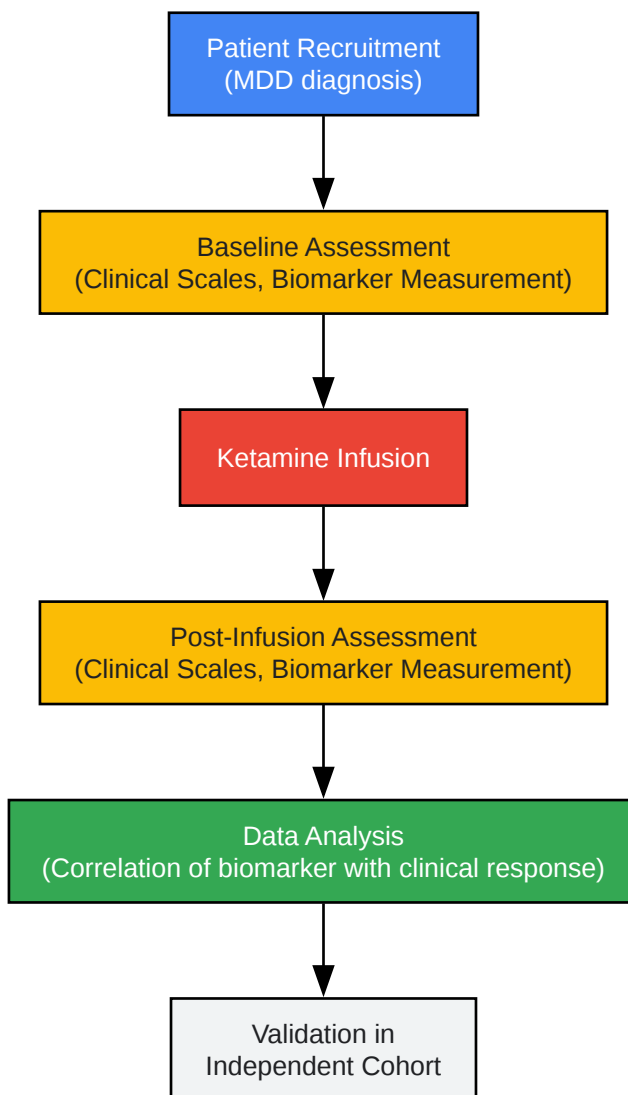 Patient Recruitment
(MDD diagnosis)
Baseline Assessment
(Clinical Scales, Biomarker Measurement)
Ketamine Infusion
Post-Infusion Assessment
(Clinical Scales, Biomarker Measurement)
Data Analysis
(Correlation of biomarker with clinical response)
Validation in
Independent Cohort